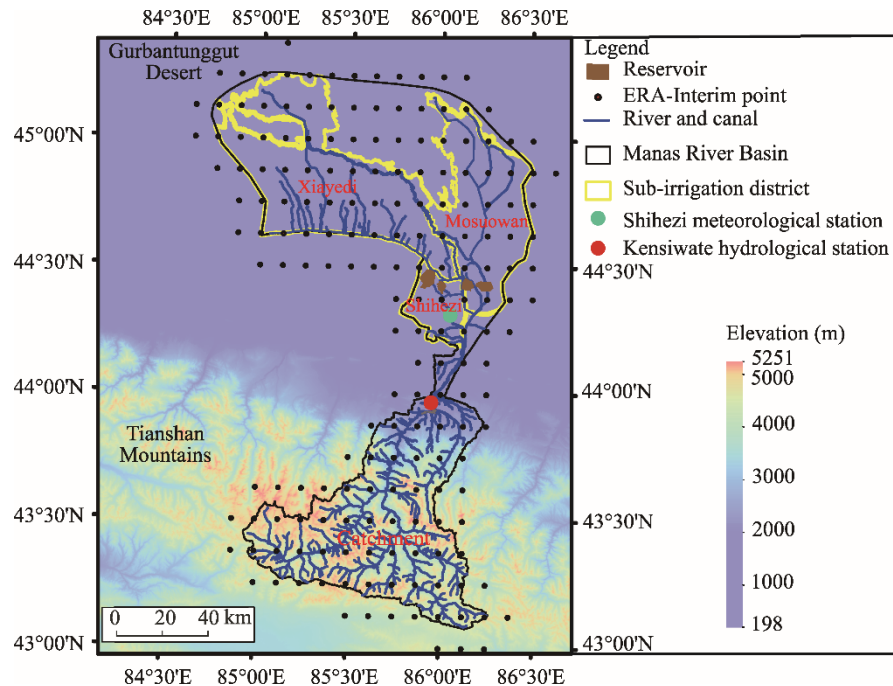 84°30'E 85°00'E 85°30'E 86°00'E 86°30'E
Gurbantunggut
Desert
45°00'N
44°30'N
44°00'N
43°30'N
43°00'N
Xiayedi
Mosuowan
Shihezi
Tianshan
Mountains
Catchment
0 20 40 km
84°30'E 85°00'E 85°30'E 86°00'E 86°30'E
44°30'N
44°00'N
43°30'N
43°00'N
Legend
Reservoir
ERA-Interim point
River and canal
Manas River Basin
Sub-irrigation district
Shihezi meteorological station
Kensiwate hydrological station
Elevation (m)
5251
5000
4000
3000
2000
1000
198